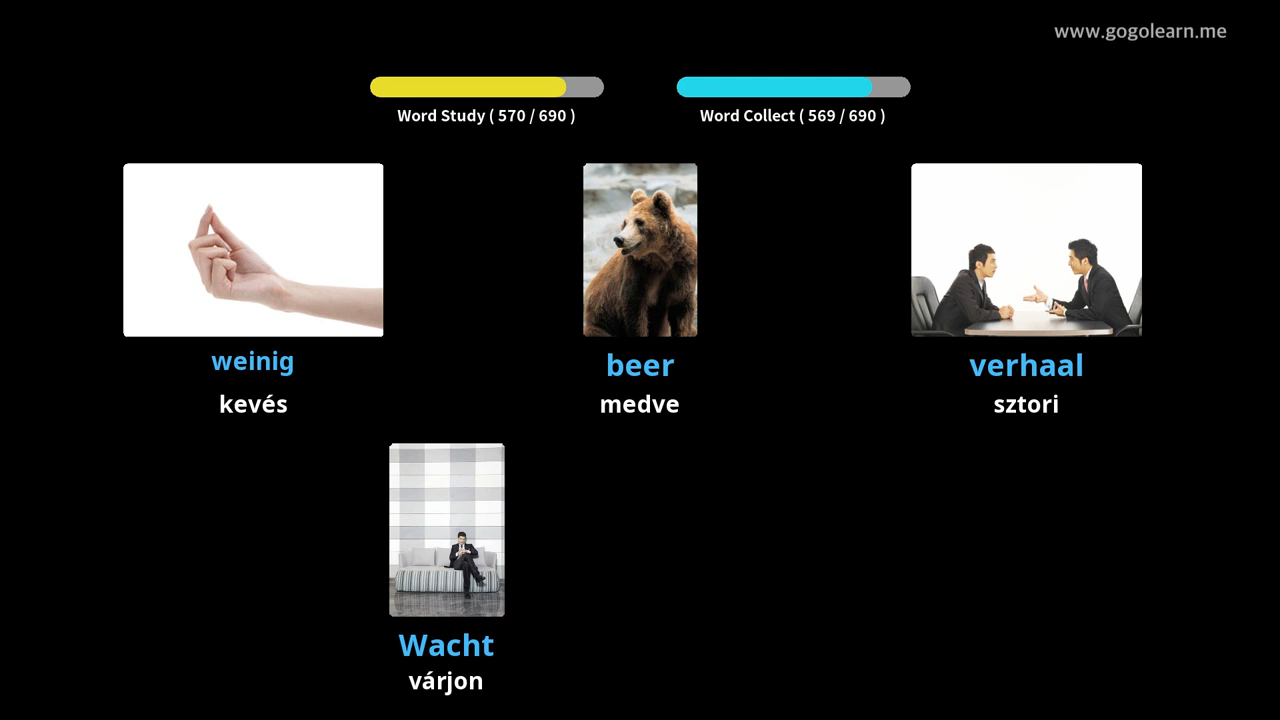 www.gogolearn.me
Word Study ( 570 / 690 )
Word Collect ( 569 / 690 )
weinig
kevés
beer
medve
verhaal
sztori
Wacht
várjon